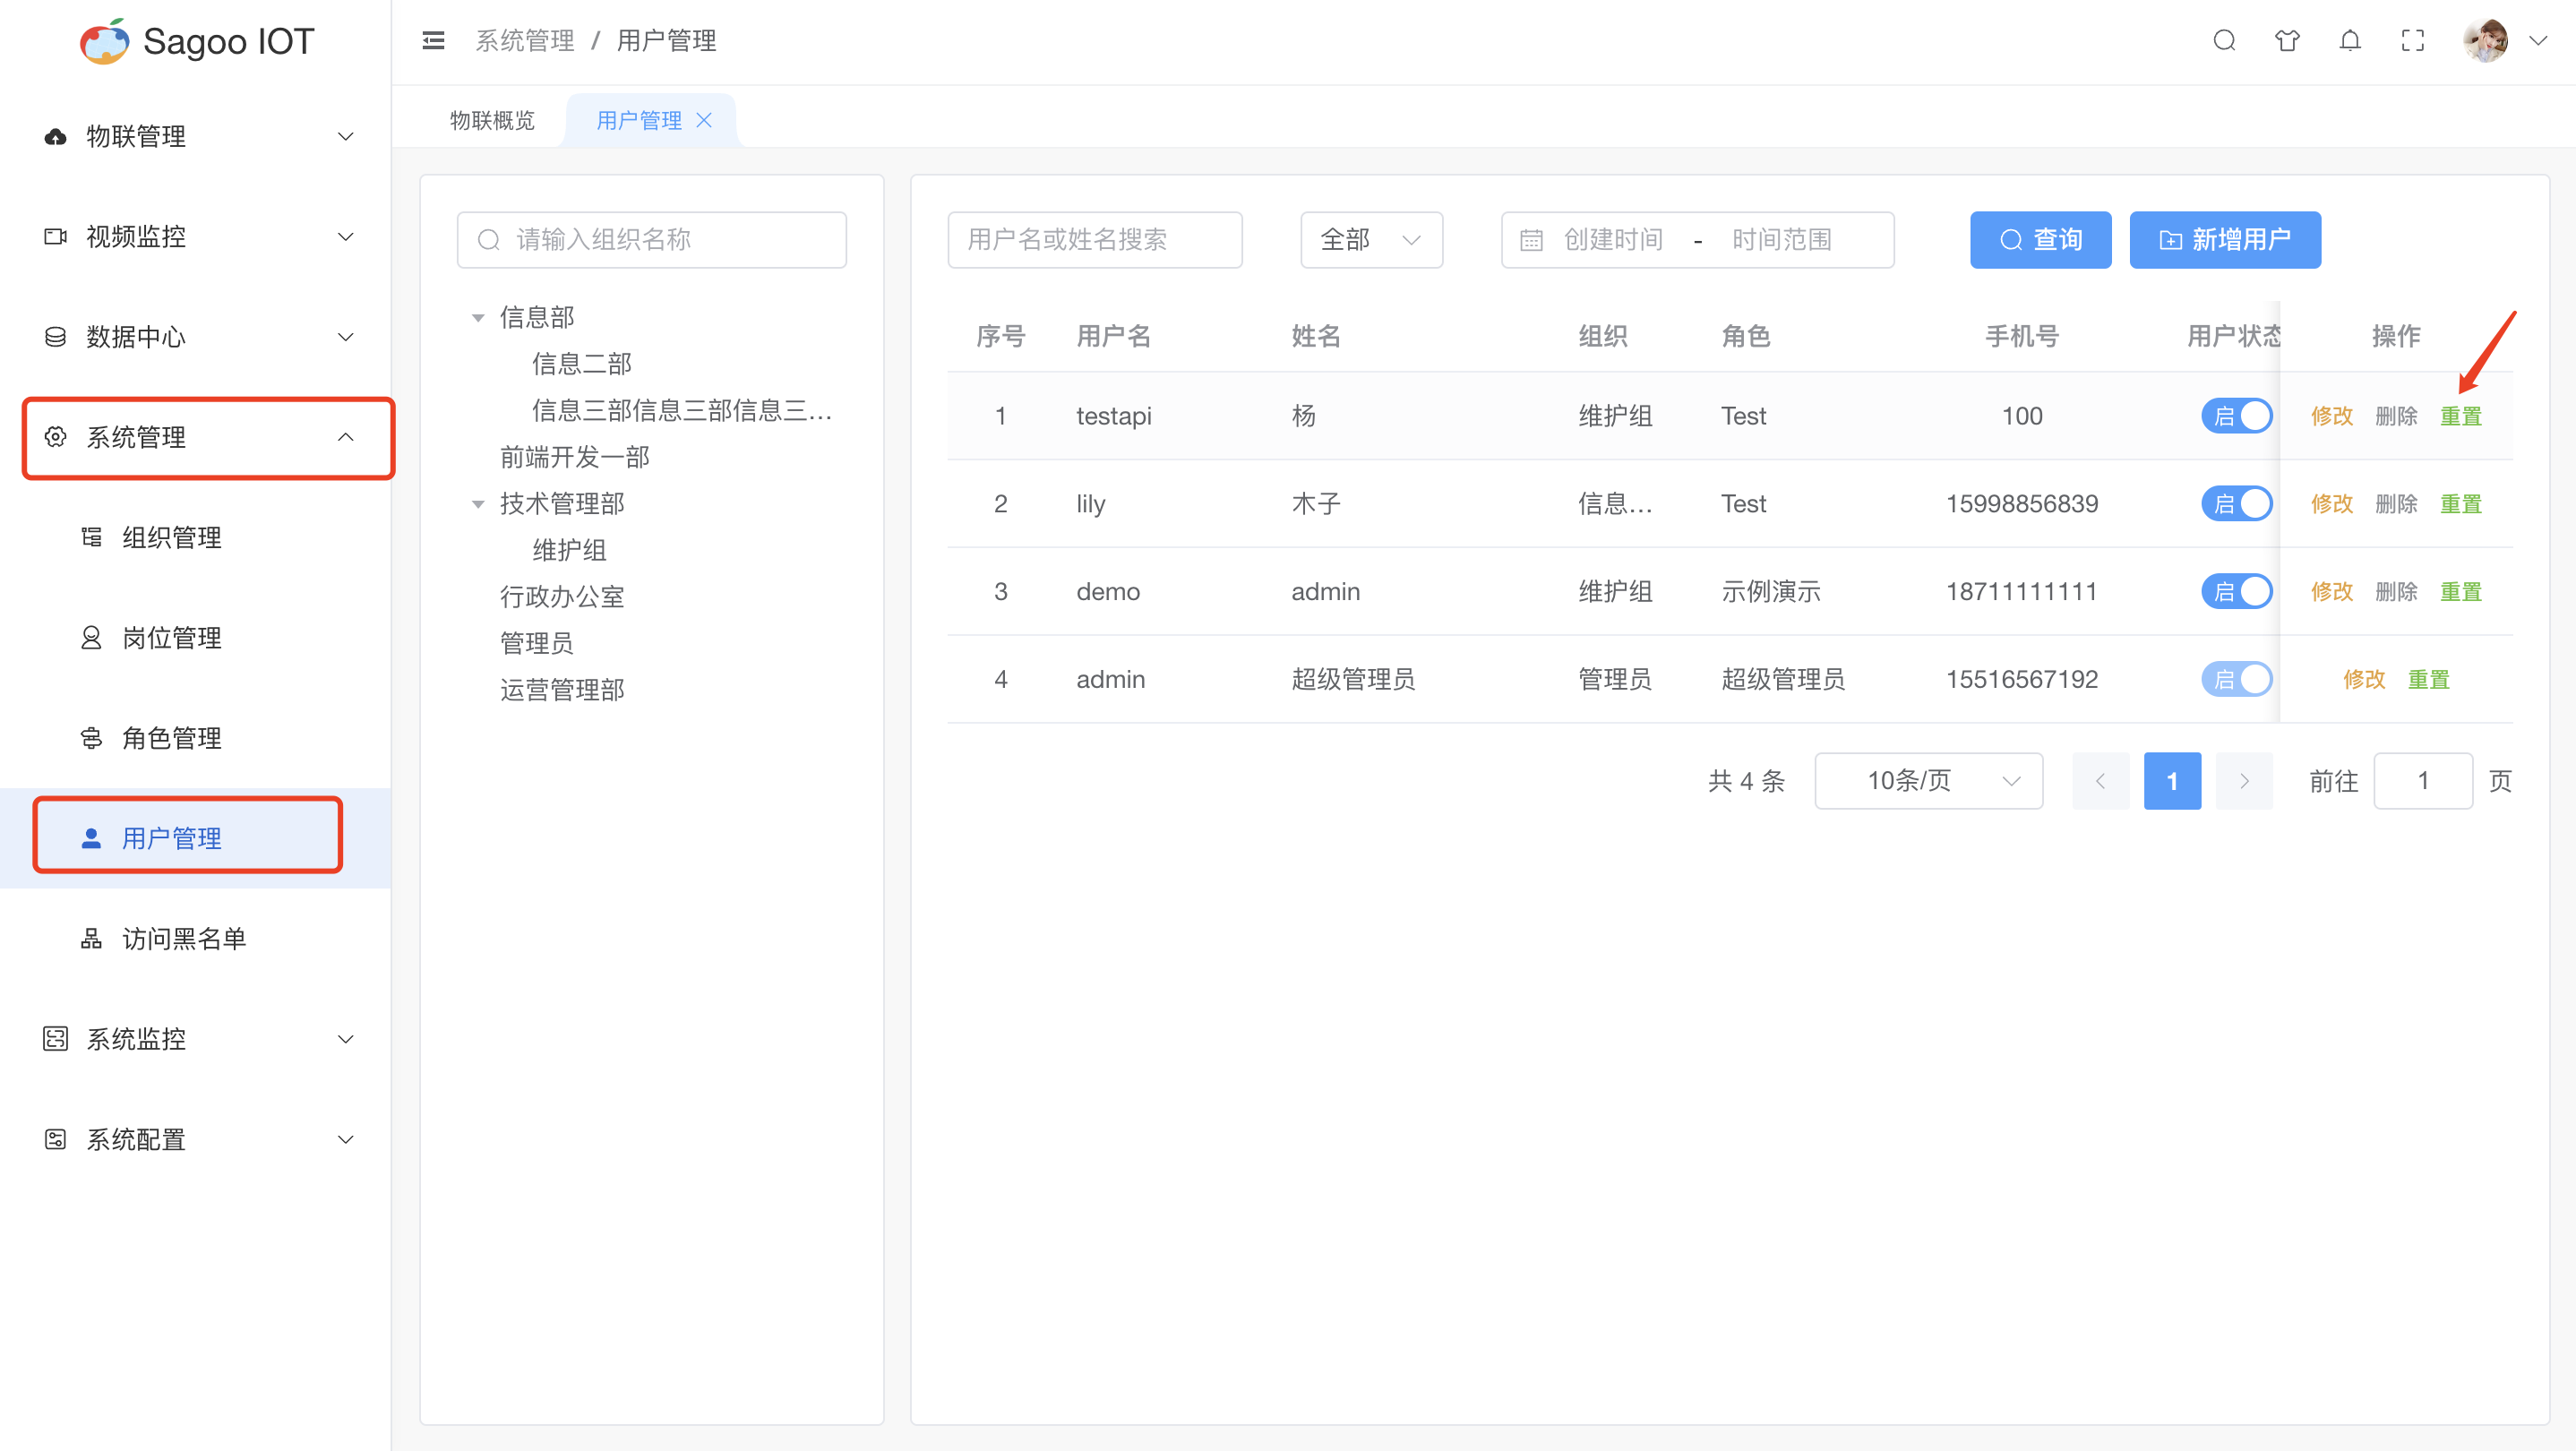 Sagoo IOT
系统管理 / 用户管理
物联概览
用户管理
物联管理
视频监控
数据中心
系统管理
组织管理
岗位管理
角色管理
用户管理
访问黑名单
系统监控
系统配置
请输入组织名称
信息部
信息二部
信息三部信息三部信息三...
前端开发一部
技术管理部
维护组
行政办公室
管理员
运营管理部
用户名或姓名搜索 全部 创建时间 - 时间范围 查询 新增用户
序号 用户名 姓名 组织 角色 手机号 用户状态 操作
1 testapi 杨 维护组 Test 100 启 修改 删除 重置
2 lily 木子 信息... Test 15998856839 启 修改 删除 重置
3 demo admin 维护组 示例演示 18711111111 启 修改 删除 重置
4 admin 超级管理员 管理员 超级管理员 15516567192 启 修改 重置
共 4 条 10条/页 1 前往 1 页